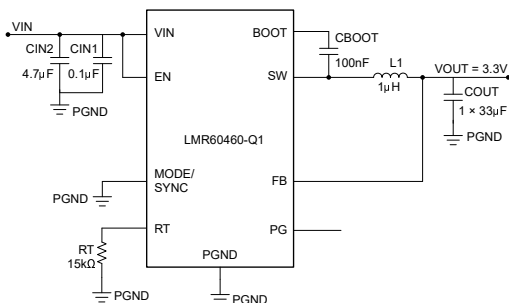 VIN
CIN2
4.7µF
CIN1
0.1µF
PGND
VIN
EN
LMR60460-Q1
MODE/
SYNC
RT
PGND
BOOT
SW
FB
PG
CBOOT
100nF
L1
1µH
VOUT = 3.3V
COUT
1 × 33µF
PGND
PGND
RT
15kΩ
PGND
PGND